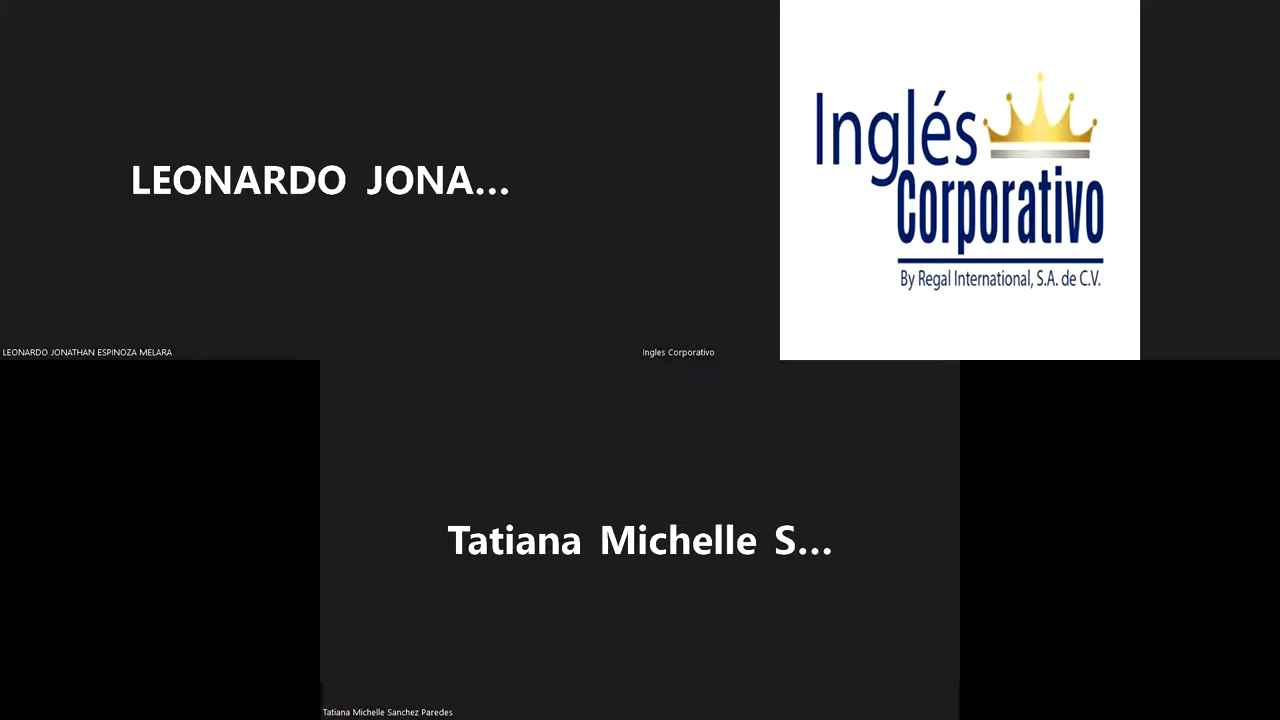 LEONARDO JONA...
Inglés
Corporativo
By Regal International, S.A. de C.V.
LEONARDO JONATHAN ESPINOZA MELARA
Ingles Corporativo
Tatiana Michelle S...
Tatiana Michelle Sanchez Paredes